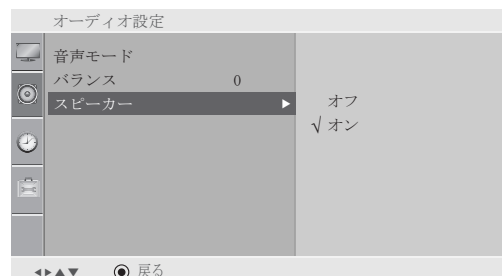 オーディオ設定
音声モード
バランス 0
スピーカー ▶
オフ
√ オン
◀▶▲▼ ◉ 戻る